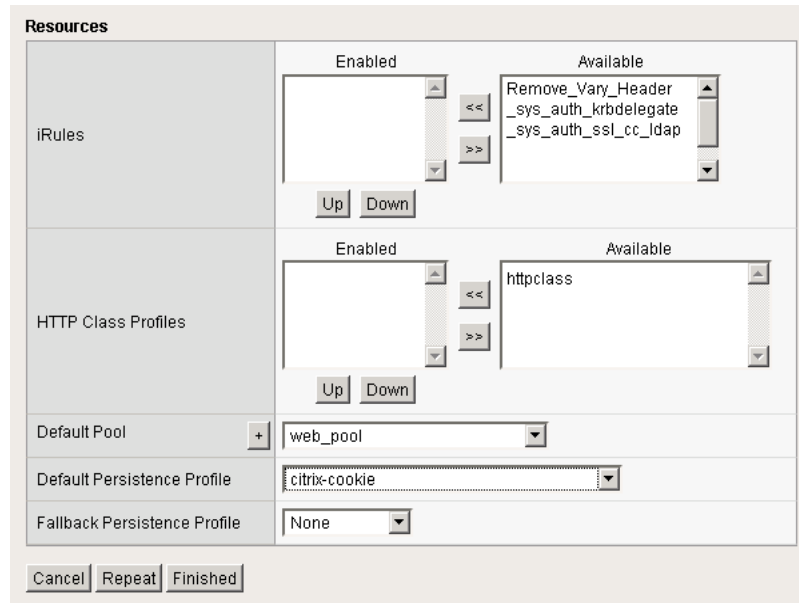 Resources
iRules
Enabled
Available
<<
>>
Remove_Vary_Header
_sys_auth_krbdelegate
_sys_auth_ssl_cc_ldap
Up Down
HTTP Class Profiles
Enabled
Available
<<
>>
httpclass
Up Down
Default Pool + web_pool
Default Persistence Profile citrix-cookie
Fallback Persistence Profile None
Cancel Repeat Finished